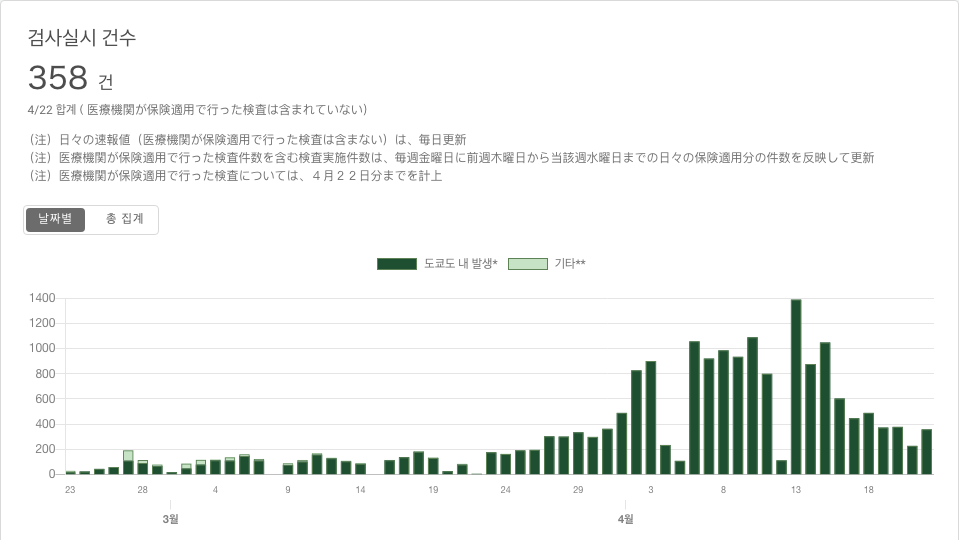 검사실시 건수
358 건
4/22 합계 ( 医療機関が保険適用で行った検査は含まれていない)
（注）日々の速報値（医療機関が保険適用で行った検査は含まない）は、毎日更新
（注）医療機関が保険適用で行った検査件数を含む検査実施件数は、毎週金曜日に前週木曜日から当該週水曜日までの日々の保険適用分の件数を反映して更新
（注）医療機関が保険適用で行った検査については、４月２２日分までを計上
날짜별 총 집계
도쿄도 내 발생* 기타**
1400
1200
1000
800
600
400
200
0
23 28 4 9 14 19 24 29 3 8 13 18
3월 4월